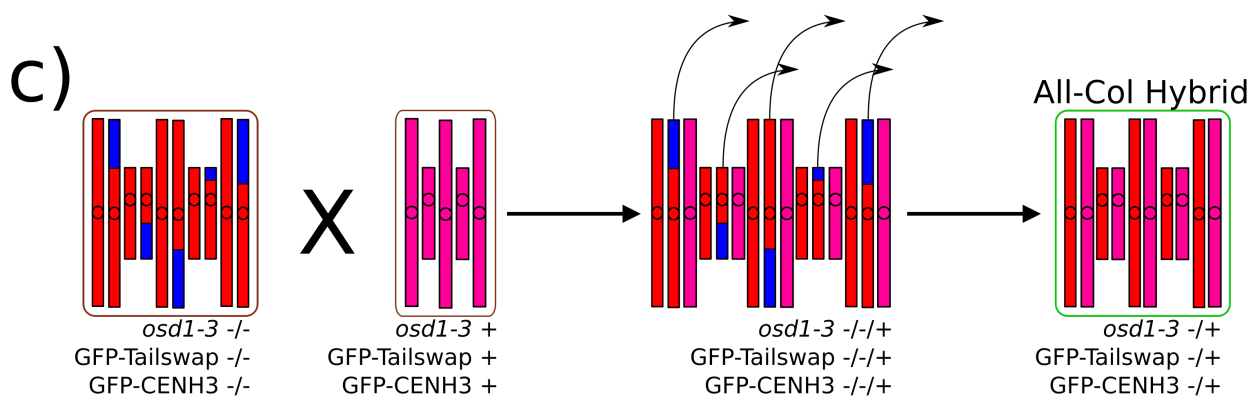 c)
X
All-Col Hybrid
osd1-3 -/-
GFP-Tailswap -/-
GFP-CENH3 -/-
osd1-3 +
GFP-Tailswap +
GFP-CENH3 +
osd1-3 -/-/+
GFP-Tailswap -/-/+
GFP-CENH3 -/-/+
osd1-3 -/+
GFP-Tailswap -/+
GFP-CENH3 -/+